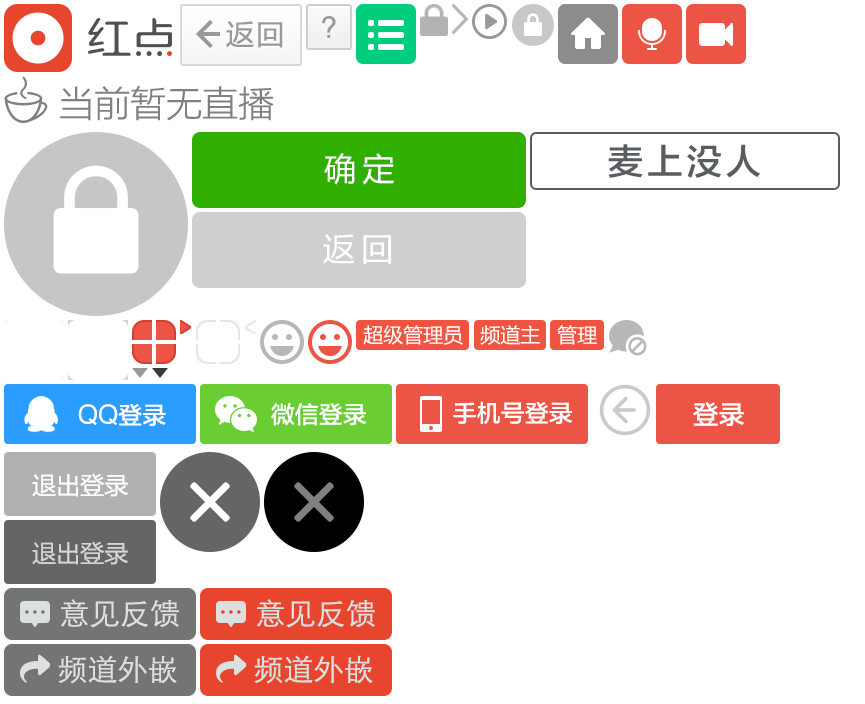 红点
返回
?
当前暂无直播
确定
麦上没人
返回
超级管理员
频道主
管理
QQ登录
微信登录
手机号登录
登录
退出登录
退出登录
意见反馈
意见反馈
频道外嵌
频道外嵌